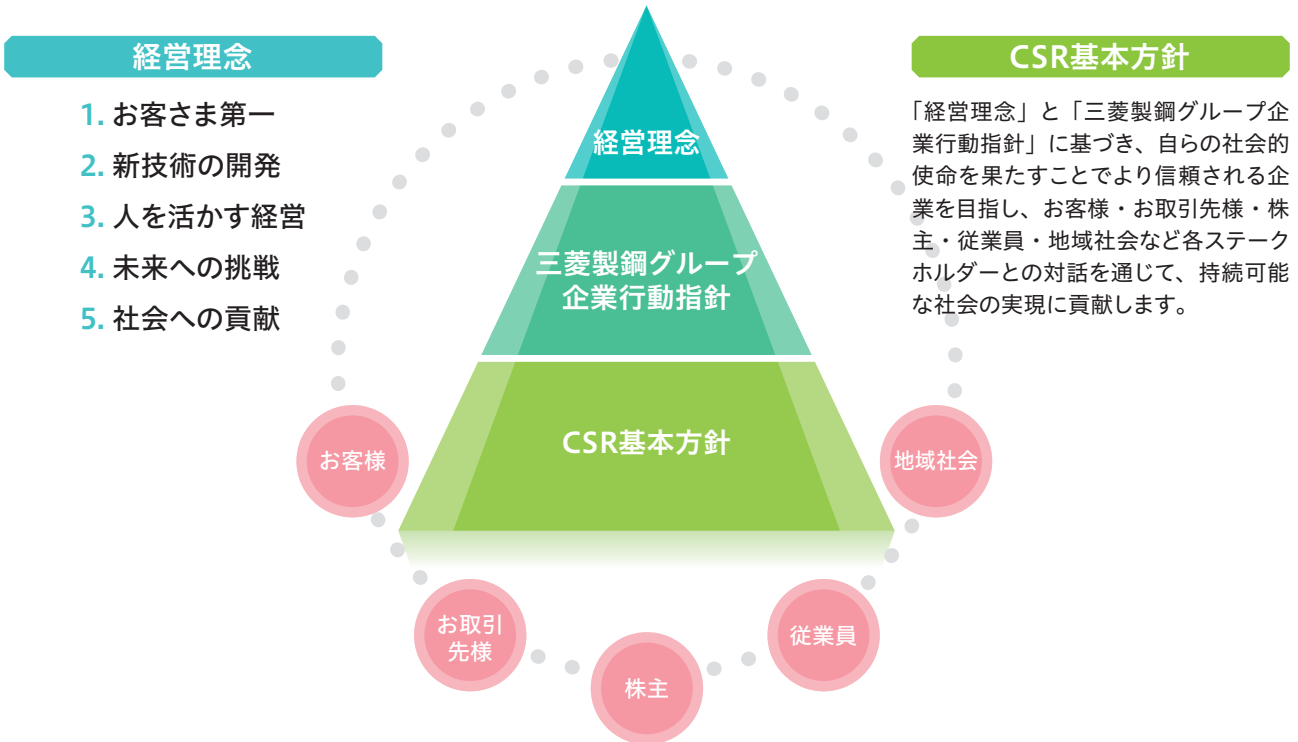 経営理念
1. お客さま第一
2. 新技術の開発
3. 人を活かす経営
4. 未来への挑戦
5. 社会への貢献
経営理念
三菱製鋼グループ
企業行動指針
CSR基本方針
CSR基本方針
「経営理念」と「三菱製鋼グループ企
業行動指針」に基づき、自らの社会的
使命を果たすことでより信頼される企
業を目指し、お客様・お取引先様・株
主・従業員・地域社会など各ステーク
ホルダーとの対話を通じて、持続可能
な社会の実現に貢献します。
お客様
お取引
先様
株主
従業員
地域社会